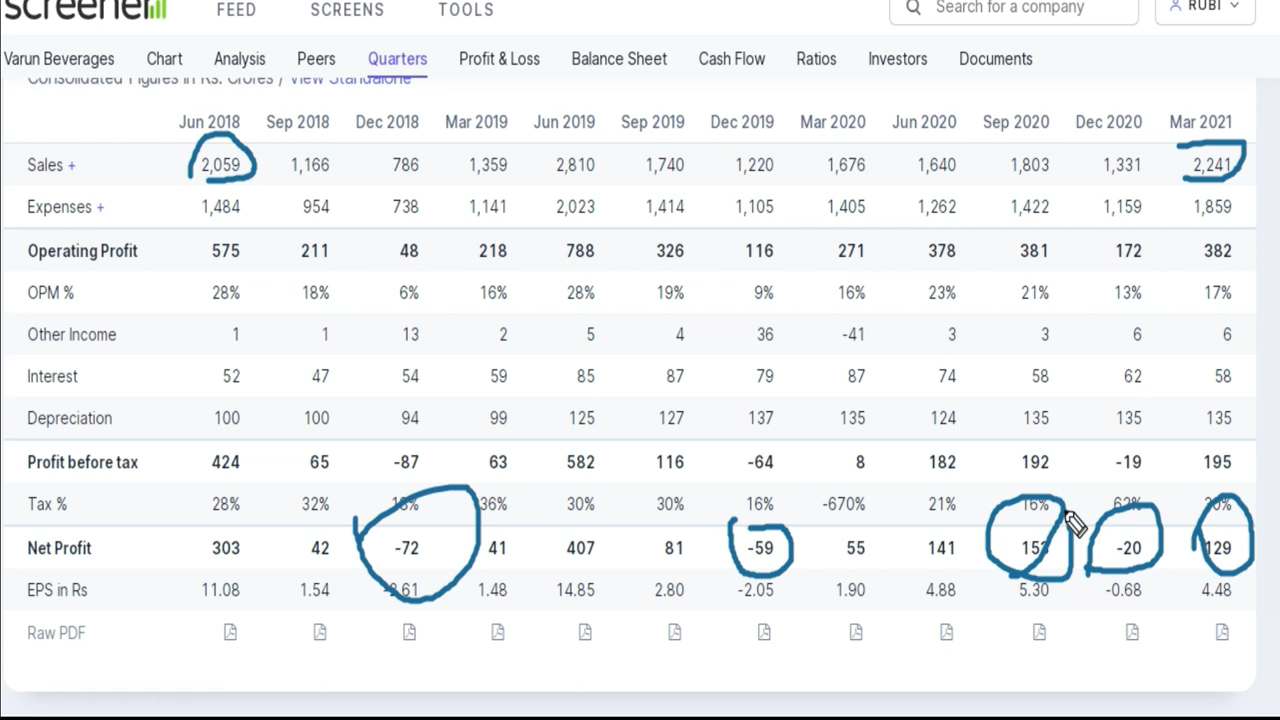 screener
FEED SCREENS TOOLS Search for a company RUBI
Varun Beverages Chart Analysis Peers Quarters Profit & Loss Balance Sheet Cash Flow Ratios Investors Documents
Consolidated Figures in Rs. Crores / View Standalone
Jun 2018 Sep 2018 Dec 2018 Mar 2019 Jun 2019 Sep 2019 Dec 2019 Mar 2020 Jun 2020 Sep 2020 Dec 2020 Mar 2021
Sales + 2,059 1,166 786 1,359 2,810 1,740 1,220 1,676 1,640 1,803 1,331 2,241
Expenses + 1,484 954 738 1,141 2,023 1,414 1,105 1,405 1,262 1,422 1,159 1,859
Operating Profit 575 211 48 218 788 326 116 271 378 381 172 382
OPM % 28% 18% 6% 16% 28% 19% 9% 16% 23% 21% 13% 17%
Other Income 1 1 13 2 5 4 36 -41 3 3 6 6
Interest 52 47 54 59 85 87 79 87 74 58 62 58
Depreciation 100 100 94 99 125 127 137 135 124 135 135 135
Profit before tax 424 65 -87 63 582 116 -64 8 182 192 -19 195
Tax % 28% 32% 36% 30% 30% 16% -670% 21% 16%
Net Profit 303 42 -72 41 407 81 -59 55 141 -20 129
EPS in Rs 11.08 1.54 1.48 14.85 2.80 -2.05 1.90 4.88 5.30 -0.68 4.48
Raw PDF